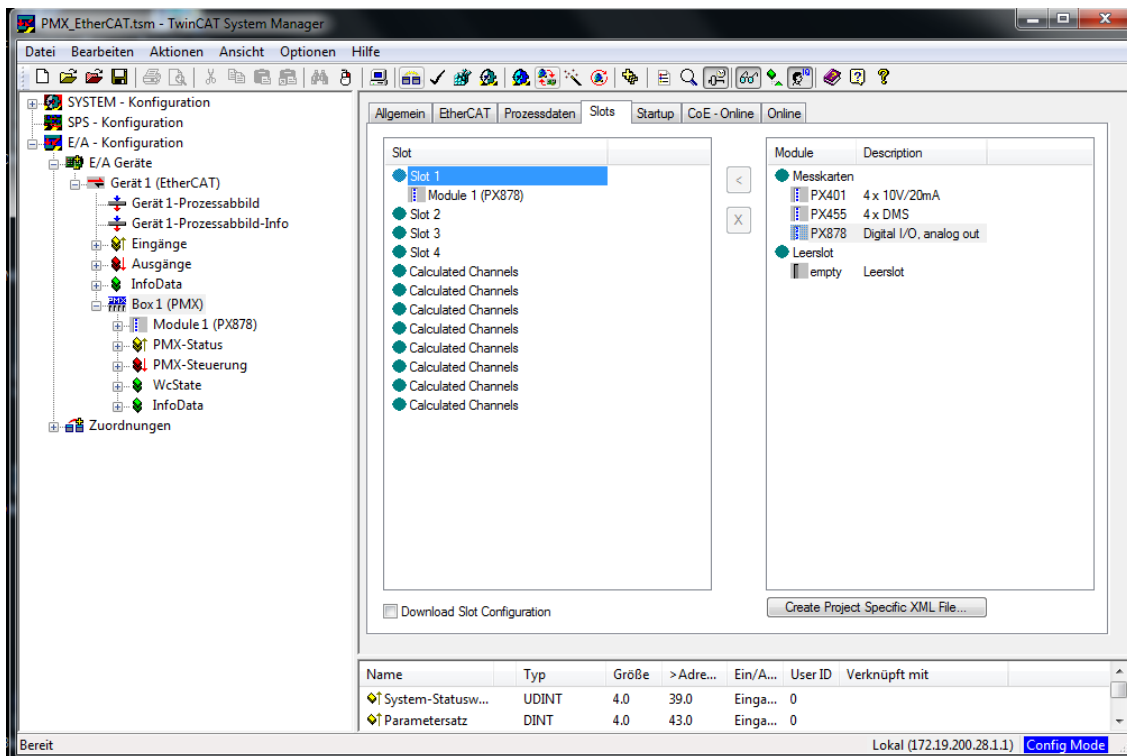 PMX_EtherCAT.tsm - TwinCAT System Manager
Datei Bearbeiten Aktionen Ansicht Optionen Hilfe
SYSTEM - Konfiguration
SPS - Konfiguration
E/A - Konfiguration
E/A Geräte
Gerät 1 (EtherCAT)
Gerät 1-Prozessabbild
Gerät 1-Prozessabbild-Info
Eingänge
Ausgänge
InfoData
Box 1 (PMX)
Module 1 (PX878)
PMX-Status
PMX-Steuerung
WcState
InfoData
Zuordnungen
Allgemein EtherCAT Prozessdaten Slots Startup CoE - Online Online
Slot
Slot 1
Module 1 (PX878)
Slot 2
Slot 3
Slot 4
Calculated Channels
Calculated Channels
Calculated Channels
Calculated Channels
Calculated Channels
Calculated Channels
Calculated Channels
Calculated Channels
< 
X
Module Description
Messkarten
PX401 4 x 10V/20mA
PX455 4 x DMS
PX878 Digital I/O, analog out
Leerslot
empty Leerslot
Download Slot Configuration
Create Project Specific XML File...
Name Typ Größe >Adre... Ein/A... User ID Verknüpft mit
System-Statusw... UDINT 4.0 39.0 Einga... 0
Parametersatz DINT 4.0 43.0 Einga... 0
Bereit Lokal (172.19.200.28.1.1) Config Mode